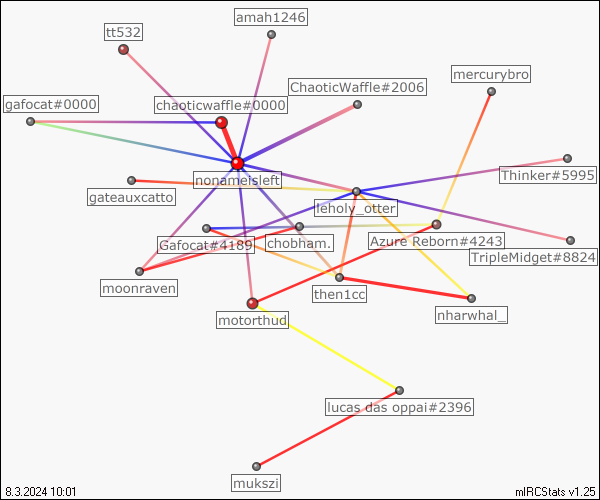 amah1246
tt532
mercurybro
ChaoticWaffle#2006
gafocat#0000
chaoticwaffle#0000
Thinker#5995
nonameisleft
gateauxcatto
leholy_otter
Gafocat#4189
chobham.
Azure Reborn#4243
TripleMidget#8824
moonraven
then1cc
nharwhal_
motorthud
lucas das oppai#2396
mukszi
8.3.2024 10:01
mIRCStats v1.25